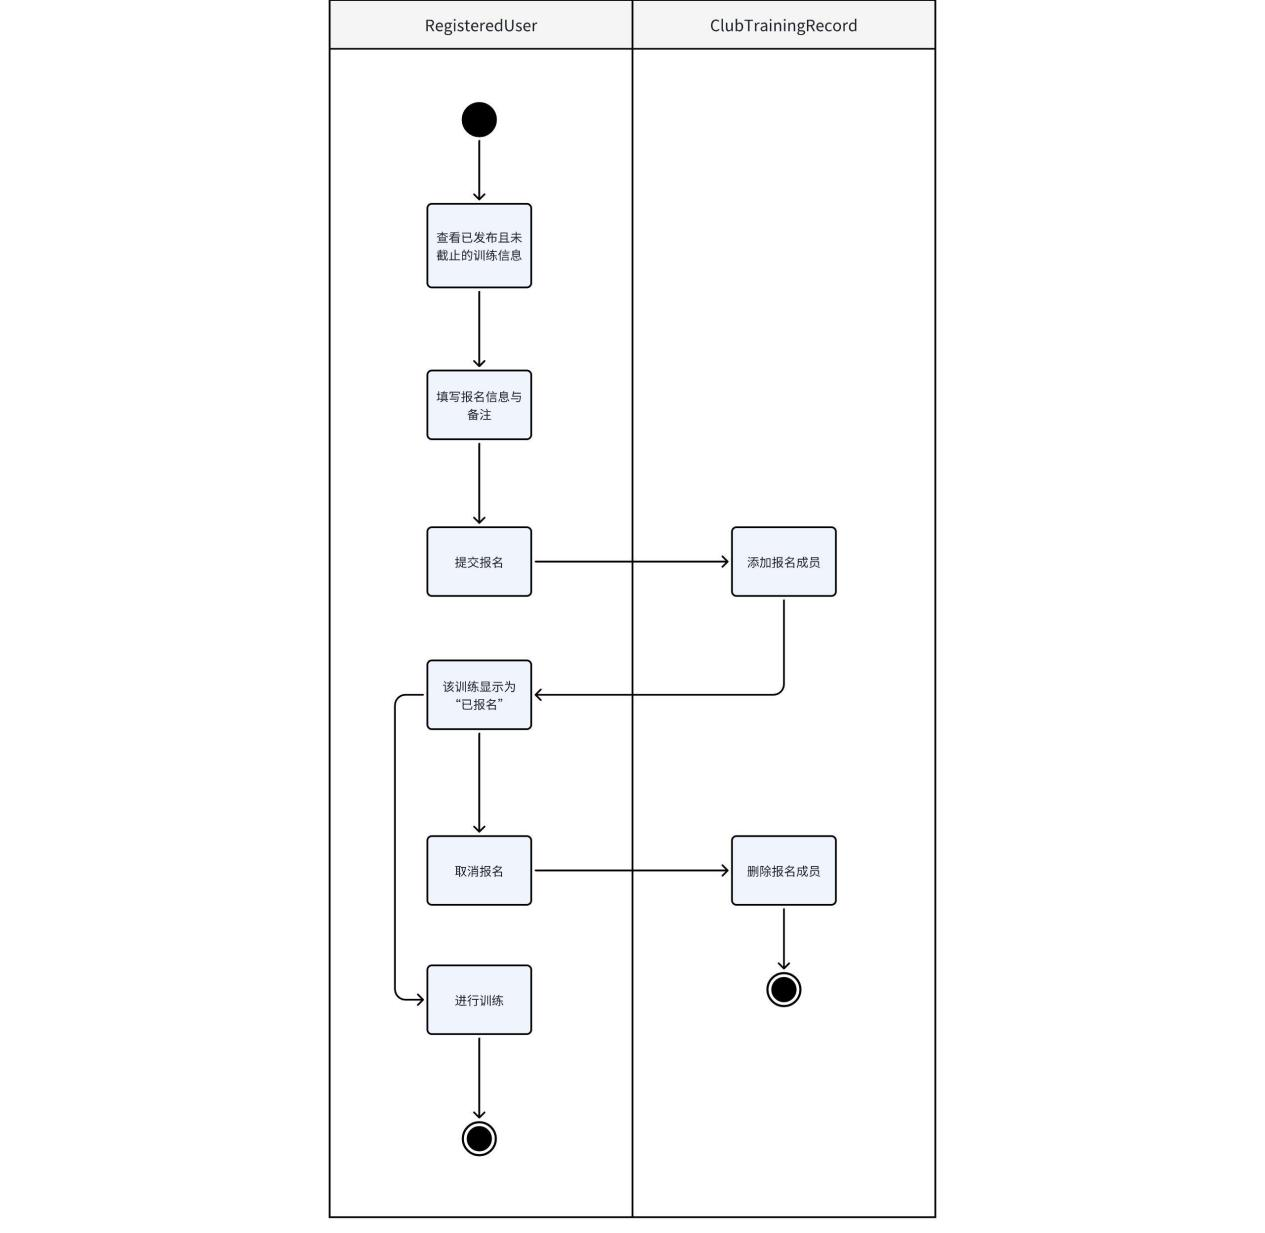 RegisteredUser
ClubTrainingRecord
查看已发布且未
截止的训练信息
填写报名信息与
备注
提交报名
添加报名成员
该训练显示为
“已报名”
取消报名
删除报名成员
进行训练